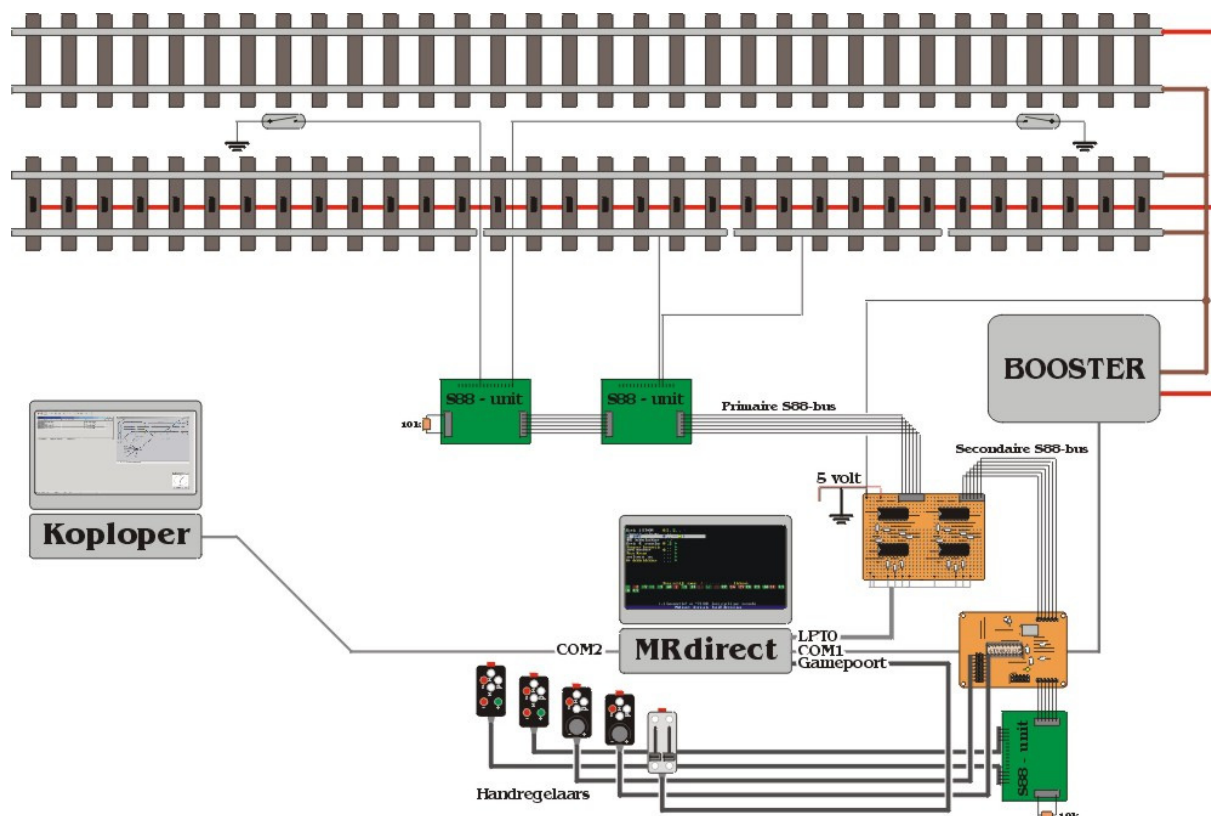 BOOSTER
S88 - unit
S88 - unit
10k
Primaire S88-bus
Secondaire S88-bus
5 volt
Koploper
LPT0
COM2
MRdirect
COM1
Gamepoort
S88 - unit
Handregelaars